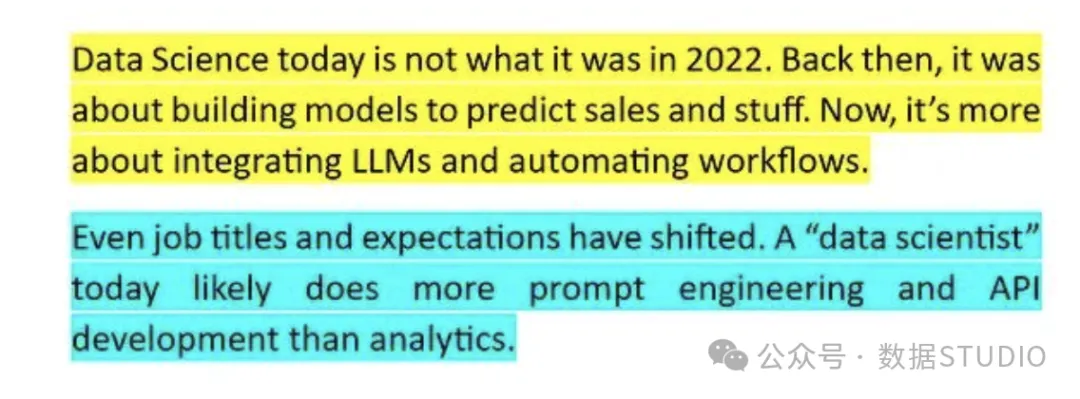 Data Science today is not what it was in 2022. Back then, it was
about building models to predict sales and stuff. Now, it’s more
about integrating LLMs and automating workflows.
Even job titles and expectations have shifted. A “data scientist”
today likely does more prompt engineering and API
development than analytics.
公众号 · 数据STUDIO